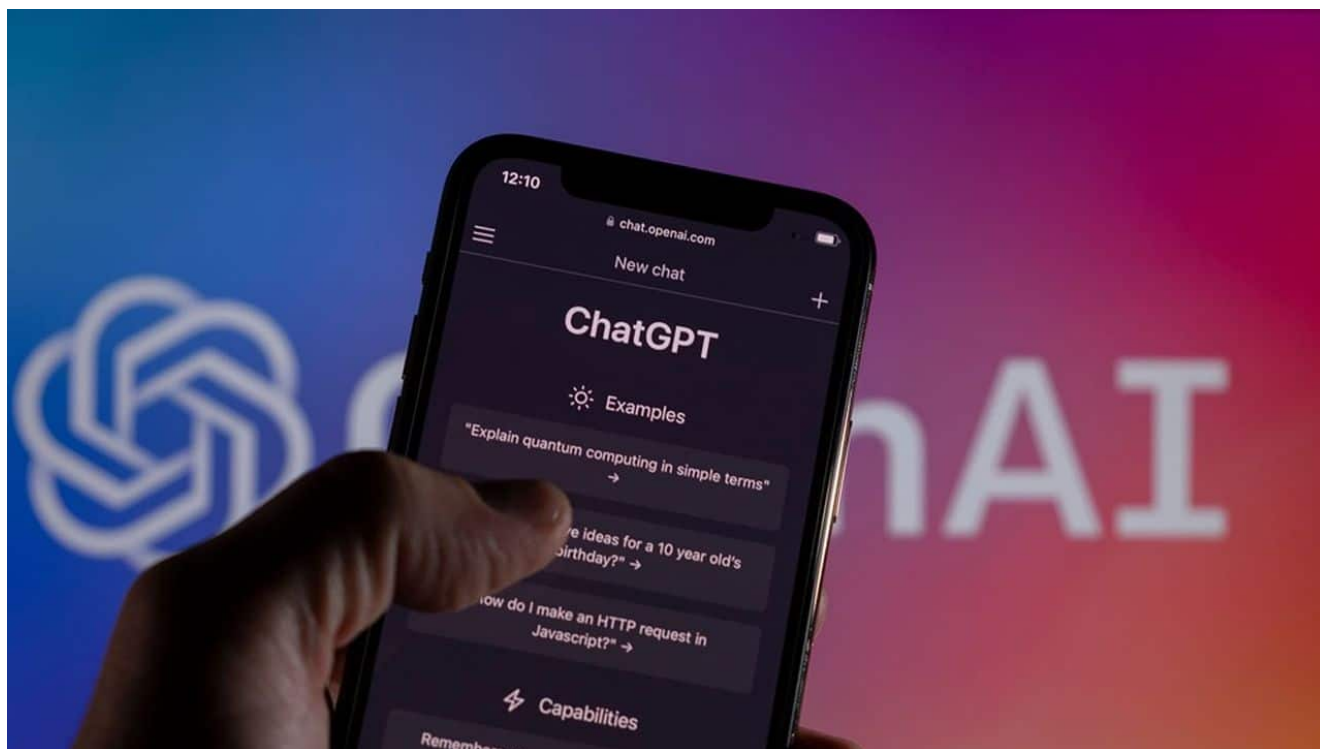 12:10
chat.openai.com
New chat
+
ChatGPT
Examples
"Explain quantum computing in simple terms"
→
ideas for a 10 year old's
birthday?" →
do I make an HTTP request in
Javascript?" →
Capabilities
nAI